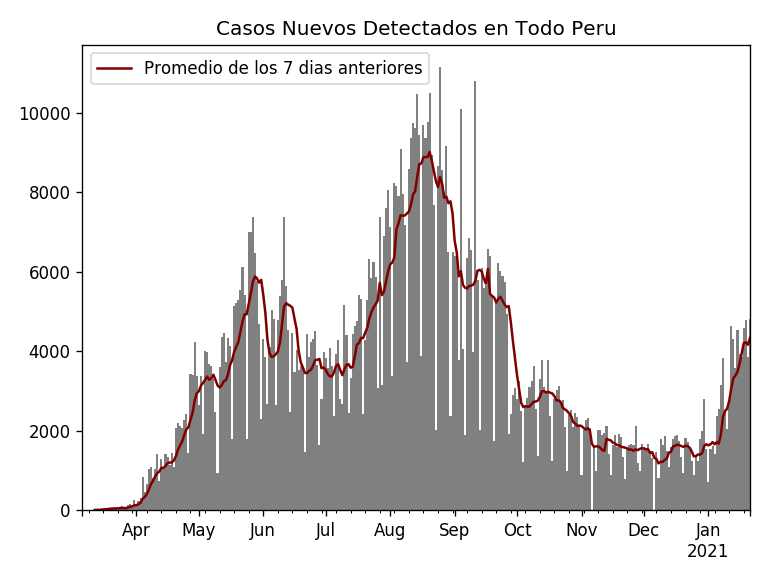 Casos Nuevos Detectados en Todo Peru
Promedio de los 7 dias anteriores
10000
8000
6000
4000
2000
0
Apr May Jun Jul Aug Sep Oct Nov Dec Jan
2021